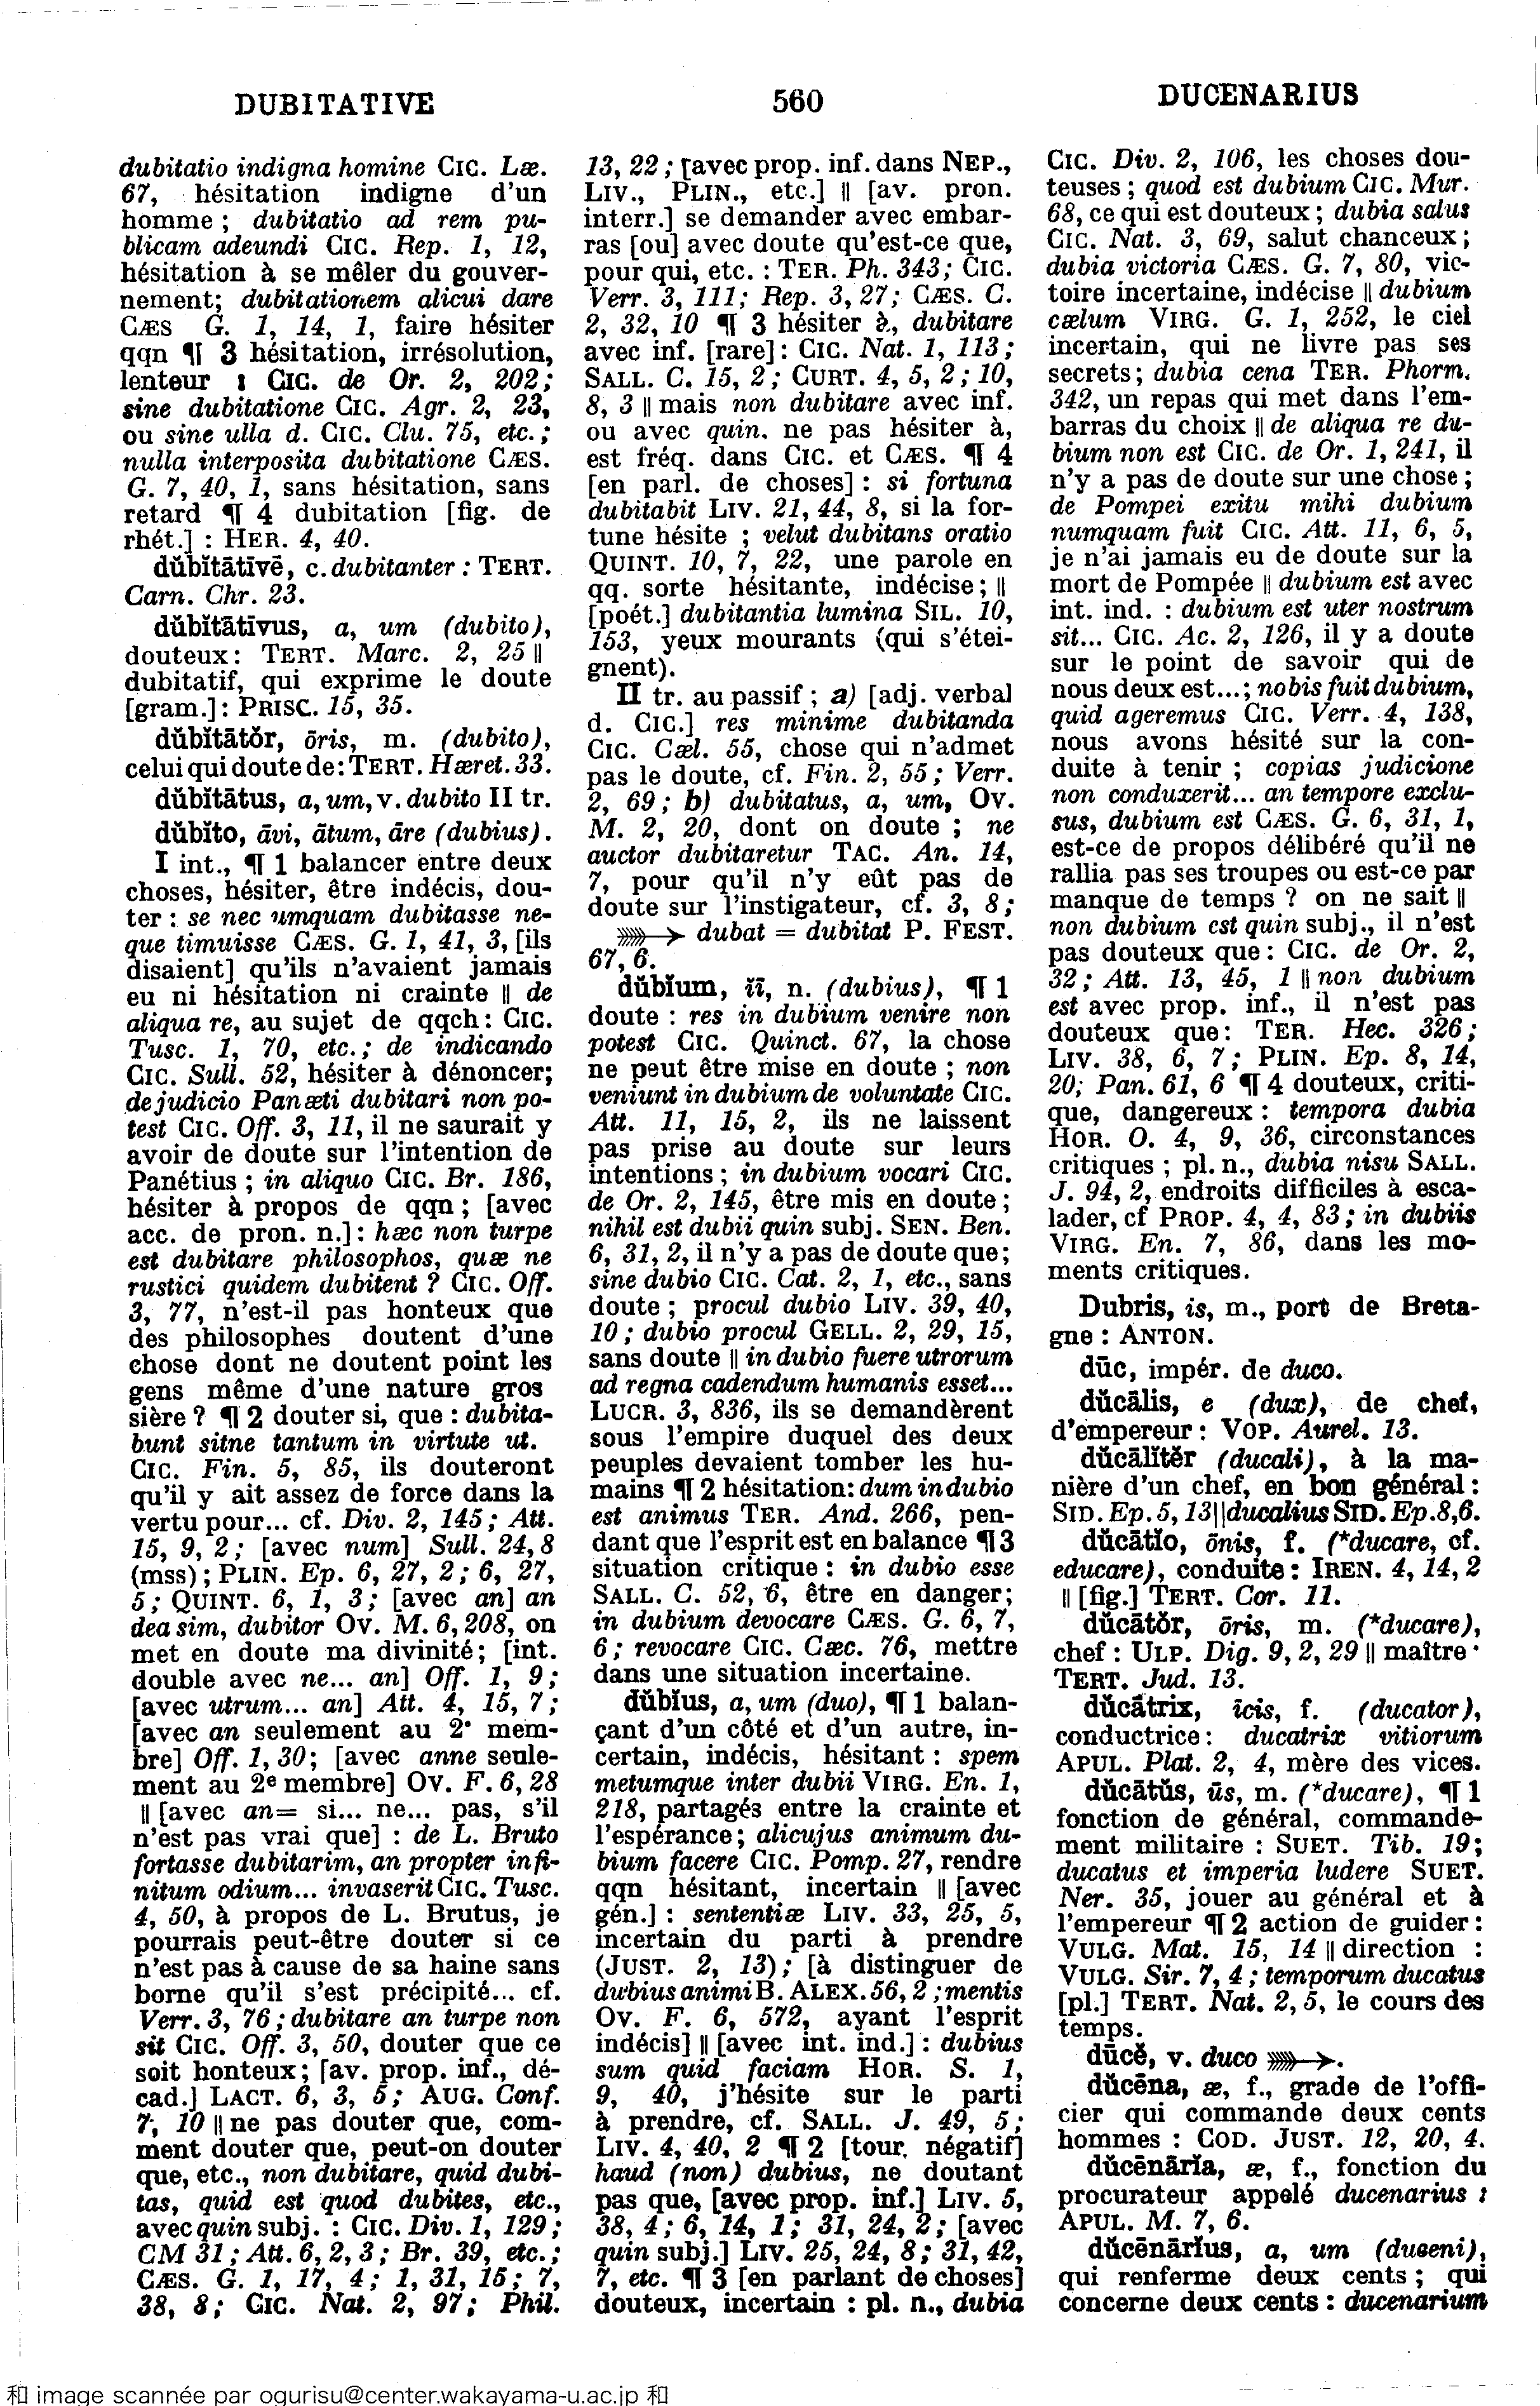 DUBITATIVE
560
DUCENARIUS
dubitatio indigna homine CIC. Læ.
67, hésitation indigne d'un
homme ; dubitatio ad rem pu-
blicam adeundi CIC. Rep. 1, 12,
hésitation à se mêler du gouver-
nement; dubitationem alicui dare
CÆS G. 1, 14, 1, faire hésiter
qqn ¶ 3 hésitation, irrésolution,
lenteur : CIC. de Or. 2, 202;
sine dubitatione CIC. Agr. 2, 23,
ou sine ulla d. CIC. Clu. 75, etc.;
nulla interposita dubitatione CÆS.
G. 7, 40, 1, sans hésitation, sans
retard ¶ 4 dubitation [fig. de
rhét.] : HER. 4, 40.
dŭbĭtātīvē, c. dubitanter : TERT.
Carn. Chr. 23.
dŭbĭtātīvus, a, um (dubito),
douteux: TERT. Marc. 2, 25 ||
dubitatif, qui exprime le doute
[gram.]: PRISC. 15, 35.
dŭbĭtātŏr, ōris, m. (dubito),
celui qui doute de: TERT. Hæret. 33.
dŭbĭtātus, a, um, v. dubito II tr.
dŭbĭto, āvi, ātum, āre (dubius).
I int., ¶ 1 balancer entre deux
choses, hésiter, être indécis, dou-
ter : se nec umquam dubitasse ne-
que timuisse CÆS. G. 1, 41, 3, [ils
disaient] qu'ils n'avaient jamais
eu ni hésitation ni crainte || de
aliqua re, au sujet de qqch: CIC.
Tusc. 1, 70, etc.; de indicando
CIC. Sull. 52, hésiter à dénoncer;
de judicio Panæti dubitari non po-
test CIC. Off. 3, 11, il ne saurait y
avoir de doute sur l'intention de
Panétius ; in aliquo CIC. Br. 186,
hésiter à propos de qqn ; [avec
acc. de pron. n.]: hæc non turpe
est dubitare philosophos, quæ ne
rustici quidem dubitent ? CIC. Off.
3, 77, n'est-il pas honteux que
des philosophes doutent d'une
chose dont ne doutent point les
gens même d'une nature gros
sière ? ¶ 2 douter si, que : dubita-
bunt sitne tantum in virtute ut.
CIC. Fin. 5, 85, ils douteront
qu'il y ait assez de force dans la
vertu pour... cf. Div. 2, 145; Att.
15, 9, 2; [avec num] Sull. 24, 8
(mss) ; PLIN. Ep. 6, 27, 2; 6, 27,
5; QUINT. 6, 1, 3; [avec an] an
dea sim, dubitor OV. M. 6, 208, on
met en doute ma divinité; [int.
double avec ne... an] Off. 1, 9;
[avec utrum... an] Att. 4, 15, 7;
[avec an seulement au 2e mem-
bre] Off. 1, 30; [avec anne seule-
ment au 2e membre] OV. F. 6, 28
|| [avec an= si... ne... pas, s'il
n'est pas vrai que] : de L. Bruto
fortasse dubitarim, an propter infi-
nitum odium... invaserit CIC. Tusc.
4, 50, à propos de L. Brutus, je
pourrais peut-être douter si ce
n'est pas à cause de sa haine sans
borne qu'il s'est précipité... cf.
Verr. 3, 76 ; dubitare an turpe non
sit CIC. Off. 3, 50, douter que ce
soit honteux; [av. prop. inf., dé-
cad.] LACT. 6, 3, 5; AUG. Conf.
7, 10 || ne pas douter que, com-
ment douter que, peut-on douter
que, etc., non dubitare, quid dubi-
tas, quid est quod dubites, etc.,
avec quin subj. : CIC. Div. 1, 129;
CM 31; Att. 6, 2, 3; Br. 39, etc.;
CÆS. G. 1, 17, 4; 1, 31, 15; 7,
38, 8; CIC. Nat. 2, 97; Phil.
13, 22 ; [avec prop. inf. dans NEP.,
LIV., PLIN., etc.] || [av. pron.
interr.] se demander avec embar-
ras [ou] avec doute qu'est-ce que,
pour qui, etc. : TER. Ph. 343; CIC.
Verr. 3, 111; Rep. 3, 27; CÆS. C.
2, 32, 10 ¶ 3 hésiter à, dubitare
avec inf. [rare]: CIC. Nat. 1, 113;
SALL. C. 15, 2; CURT. 4, 5, 2; 10,
8, 3 || mais non dubitare avec inf.
ou avec quin. ne pas hésiter à,
est fréq. dans CIC. et CÆS. ¶ 4
[en parl. de choses] : si fortuna
dubitabit LIV. 21, 44, 8, si la for-
tune hésite ; velut dubitans oratio
QUINT. 10, 7, 22, une parole en
qq. sorte hésitante, indécise; ||
[poét.] dubitantia lumina SIL. 10,
153, yeux mourants (qui s'étei-
gnent).
II tr. au passif ; a) [adj. verbal
d. CIC.] res minime dubitanda
CIC. Cæl. 55, chose qui n'admet
pas le doute, cf. Fin. 2, 55; Verr.
2, 69; b) dubitatus, a, um, OV.
M. 2, 20, dont on doute ; ne
auctor dubitaretur TAC. An. 14,
7, pour qu'il n'y eût pas de
doute sur l'instigateur, cf. 3, 8;
dubat = dubitat P. FEST.
67, 6.
dŭbĭum, ĭī, n. (dubius), ¶ 1
doute : res in dubium venire non
potest CIC. Quinct. 67, la chose
ne peut être mise en doute ; non
veniunt in dubium de voluntate CIC.
Att. 11, 15, 2, ils ne laissent
pas prise au doute sur leurs
intentions ; in dubium vocari CIC.
de Or. 2, 145, être mis en doute;
nihil est dubii quin subj. SEN. Ben.
6, 31, 2, il n'y a pas de doute que;
sine dubio CIC. Cat. 2, 1, etc., sans
doute ; procul dubio LIV. 39, 40,
10 ; dubio procul GELL. 2, 29, 15,
sans doute || in dubio fuere utrorum
ad regna cadendum humanis esset...
LUCR. 3, 836, ils se demandèrent
sous l'empire duquel des deux
peuples devaient tomber les hu-
mains ¶ 2 hésitation: dum in dubio
est animus TER. And. 266, pen-
dant que l'esprit est en balance ¶ 3
situation critique : in dubio esse
SALL. C. 52, 6, être en danger;
in dubium devocare CÆS. G. 6, 7,
6; revocare CIC. Cæc. 76, mettre
dans une situation incertaine.
dŭbĭus, a, um (duo), ¶ 1 balan-
çant d'un côté et d'un autre, in-
certain, indécis, hésitant : spem
metumque inter dubii VIRG. En. 1,
218, partagés entre la crainte et
l'espérance; alicujus animum du-
bium facere CIC. Pomp. 27, rendre
qqn hésitant, incertain || [avec
gén.] : sententiæ LIV. 33, 25, 5,
incertain du parti à prendre
(JUST. 2, 13); [à distinguer de
dubius animi B. ALEX. 56, 2 ; mentis
OV. F. 6, 572, ayant l'esprit
indécis] || [avec int. ind.] : dubius
sum quid faciam HOR. S. 1,
9, 40, j'hésite sur le parti
à prendre, cf. SALL. J. 49, 5;
LIV. 4, 40, 2 ¶ 2 [tour. négatif]
haud (non) dubius, ne doutant
pas que, [avec prop. inf.] LIV. 5,
38, 4; 6, 14, 1; 31, 24, 2; [avec
quin subj.] LIV. 25, 24, 8; 31, 42,
7, etc. ¶ 3 [en parlant de choses]
douteux, incertain : pl. n., dubia
CIC. Div. 2, 106, les choses dou-
teuses ; quod est dubium CIC. Mur.
68, ce qui est douteux ; dubia salus
CIC. Nat. 3, 69, salut chanceux;
dubia victoria CÆS. G. 7, 80, vic-
toire incertaine, indécise || dubium
cælum VIRG. G. 1, 252, le ciel
incertain, qui ne livre pas ses
secrets; dubia cena TER. Phorm.
342, un repas qui met dans l'em-
barras du choix || de aliqua re du-
bium non est CIC. de Or. 1, 241, il
n'y a pas de doute sur une chose ;
de Pompei exitu mihi dubium
numquam fuit CIC. Att. 11, 6, 5,
je n'ai jamais eu de doute sur la
mort de Pompée || dubium est avec
int. ind. : dubium est uter nostrum
sit... CIC. Ac. 2, 126, il y a doute
sur le point de savoir qui de
nous deux est...; nobis fuit dubium,
quid ageremus CIC. Verr. 4, 138,
nous avons hésité sur la con-
duite à tenir ; copias judicione
non conduxerit... an tempore exclu-
sus, dubium est CÆS. G. 6, 31, 1,
est-ce de propos délibéré qu'il ne
rallia pas ses troupes ou est-ce par
manque de temps ? on ne sait ||
non dubium est quin subj., il n'est
pas douteux que : CIC. de Or. 2,
32; Att. 13, 45, 1 || non dubium
est avec prop. inf., il n'est pas
douteux que: TER. Hec. 326;
LIV. 38, 6, 7; PLIN. Ep. 8, 14,
20; Pan. 61, 6 ¶ 4 douteux, criti-
que, dangereux : tempora dubia
HOR. O. 4, 9, 36, circonstances
critiques ; pl. n., dubia nisu SALL.
J. 94, 2, endroits difficiles à esca-
lader, cf PROP. 4, 4, 83 ; in dubiis
VIRG. En. 7, 86, dans les mo-
ments critiques.
Dubris, is, m., port de Breta-
gne : ANTON.
dūc, impér. de duco.
dŭcālis, e (dux), de chef,
d'empereur : VOP. Aurel. 13.
dŭcālĭtĕr (ducali), à la ma-
nière d'un chef, en bon général :
SID. Ep. 5, 13 || ducalius SID. Ep. 8, 6.
dŭcātĭo, ōnis, f. (*ducare, cf.
educare), conduite: IREN. 4, 14, 2
|| [fig.] TERT. Cor. 11.
dŭcātŏr, ōris, m. (*ducare),
chef : ULP. Dig. 9, 2, 29 || maître
TERT. Jud. 13.
dŭcātrix, īcis, f. (ducator),
conductrice: ducatrix vitiorum
APUL. Plat. 2, 4, mère des vices.
dŭcātŭs, ūs, m. (*ducare), ¶ 1
fonction de général, commande-
ment militaire : SUET. Tib. 19;
ducatus et imperia ludere SUET.
Ner. 35, jouer au général et à
l'empereur ¶ 2 action de guider:
VULG. Mat. 15, 14 || direction :
VULG. Sir. 7, 4 ; temporum ducatus
[pl.] TERT. Nat. 2, 5, le cours des
temps.
dūcĕ, v. duco.
dŭcēna, æ, f., grade de l'offi-
cier qui commande deux cents
hommes : COD. JUST. 12, 20, 4.
dŭcēnārĭa, æ, f., fonction du
procurateur appelé ducenarius :
APUL. M. 7, 6.
dŭcēnārĭus, a, um (duceni),
qui renferme deux cents ; qui
concerne deux cents : ducenarium
和 image scannée par ogurisu@center.wakayama-u.ac.jp 和